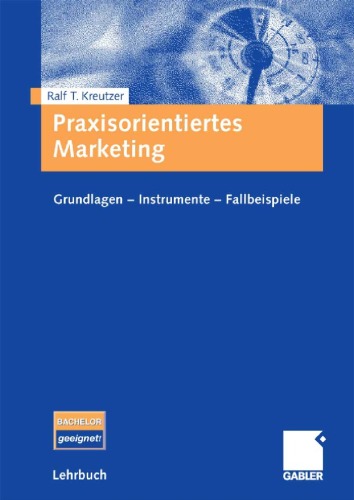 Ralf T. Kreutzer
Praxisorientiertes
Marketing
Grundlagen – Instrumente – Fallbeispiele
BACHELOR
geeignet!
Lehrbuch
GABLER